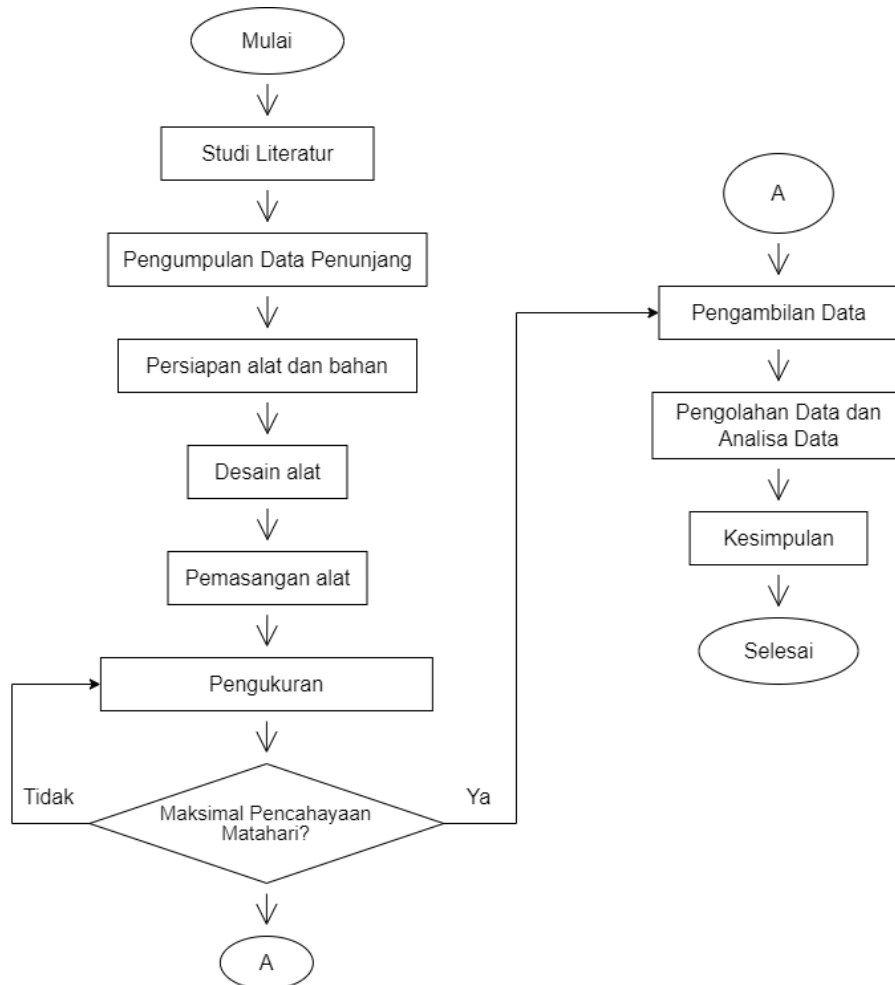 Mulai
Studi Literatur
Pengumpulan Data Penunjang
Persiapan alat dan bahan
Desain alat
Pemasangan alat
Pengukuran
Tidak
Maksimal Pencahayaan
Matahari?
Ya
A
A
Pengambilan Data
Pengolahan Data dan
Analisa Data
Kesimpulan
Selesai